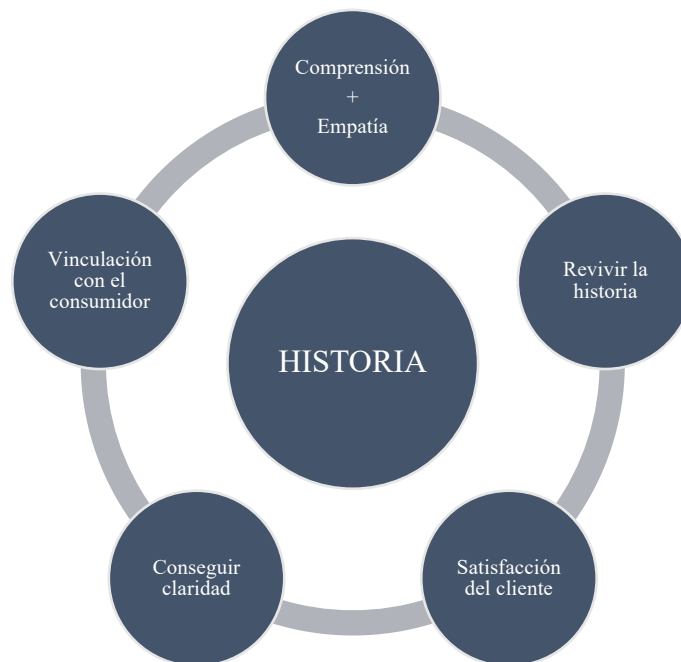 Comprensión
+
Empatía
Vinculación
con el
consumidor
Revivir la
historia
HISTORIA
Conseguir
claridad
Satisfacción
del cliente